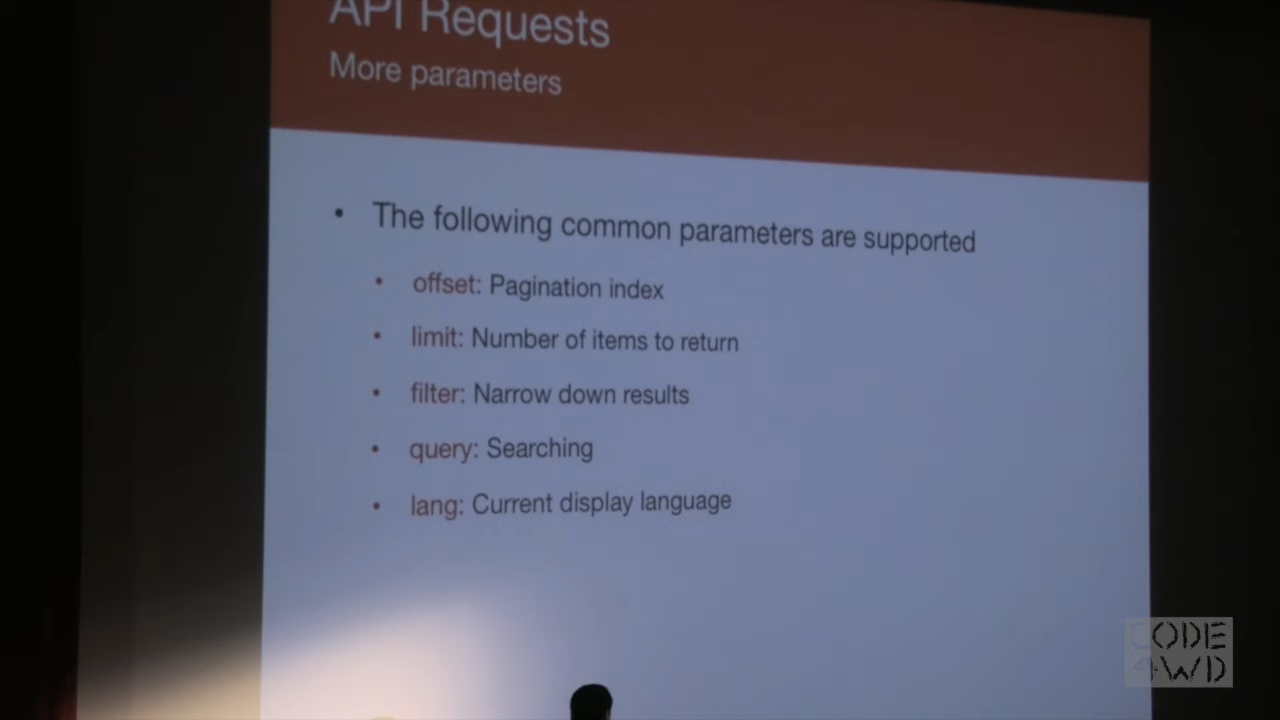 API Requests
More parameters
• The following common parameters are supported
• offset: Pagination index
• limit: Number of items to return
• filter: Narrow down results
• query: Searching
• lang: Current display language
CODE
4WD